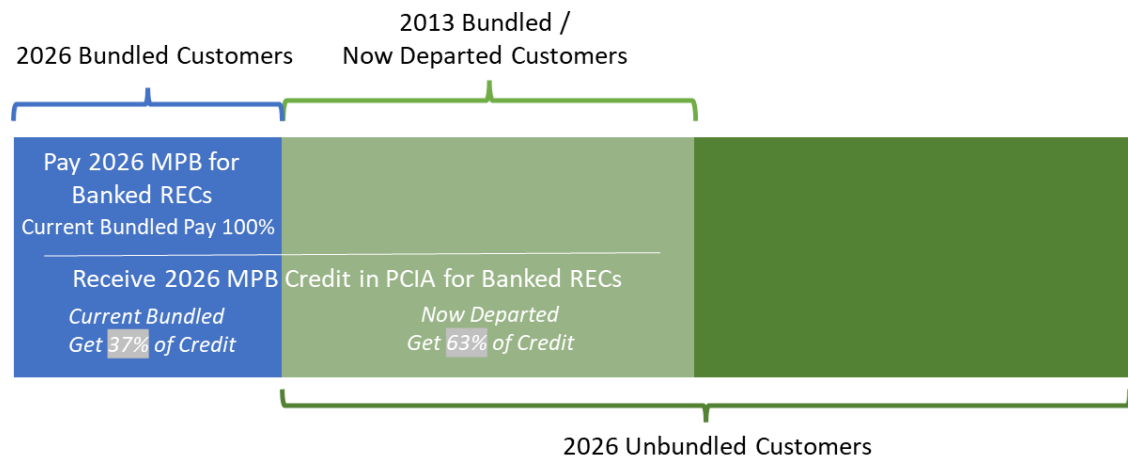 2026 Bundled Customers
2013 Bundled /
Now Departed Customers
Pay 2026 MPB for
Banked RECs
Current Bundled Pay 100%
Receive 2026 MPB Credit in PCIA for Banked RECs
Current Bundled
Get 37% of Credit
Now Departed
Get 63% of Credit
2026 Unbundled Customers